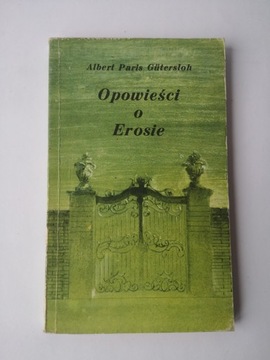 Albert Paris Gütersloh
Opowieści
o
Erosie